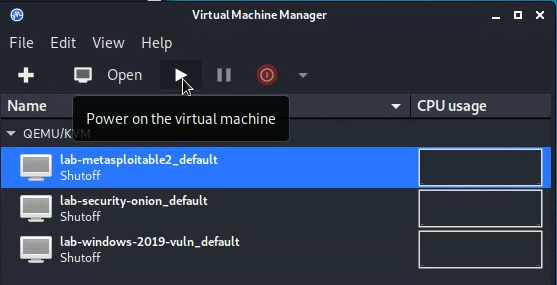 Virtual Machine Manager
File Edit View Help
Open
Name CPU usage
Power on the virtual machine
QEMU/KVM
lab-metasploitable2_default
Shutoff
lab-security-onion_default
Shutoff
lab-windows-2019-vuln_default
Shutoff